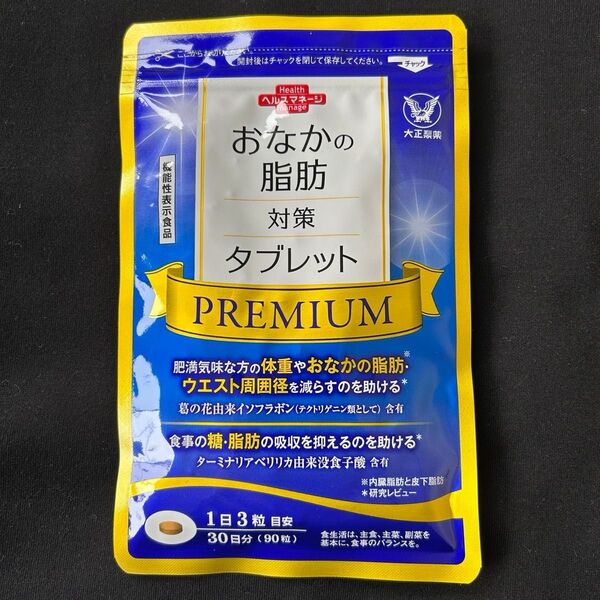 ここからお切りください。
開封後はチャックを閉じて保存してください。
チャック
Health
ヘルスマネージ
manage
大正製薬
おなかの
脂肪
対策
タブレット
機能性表示食品
PREMIUM
肥満気味な方の体重やおなかの脂肪※・
ウエスト周囲径を減らすのを助ける*
葛の花由来イソフラボン(テクトリゲニン類として)含有
食事の糖・脂肪の吸収を抑えるのを助ける*
ターミナリアベリリカ由来没食子酸 含有
※内臓脂肪と皮下脂肪
*研究レビュー
1日3粒 目安
30日分(90粒)
食生活は、主食、主菜、副菜を
基本に、食事のバランスを。